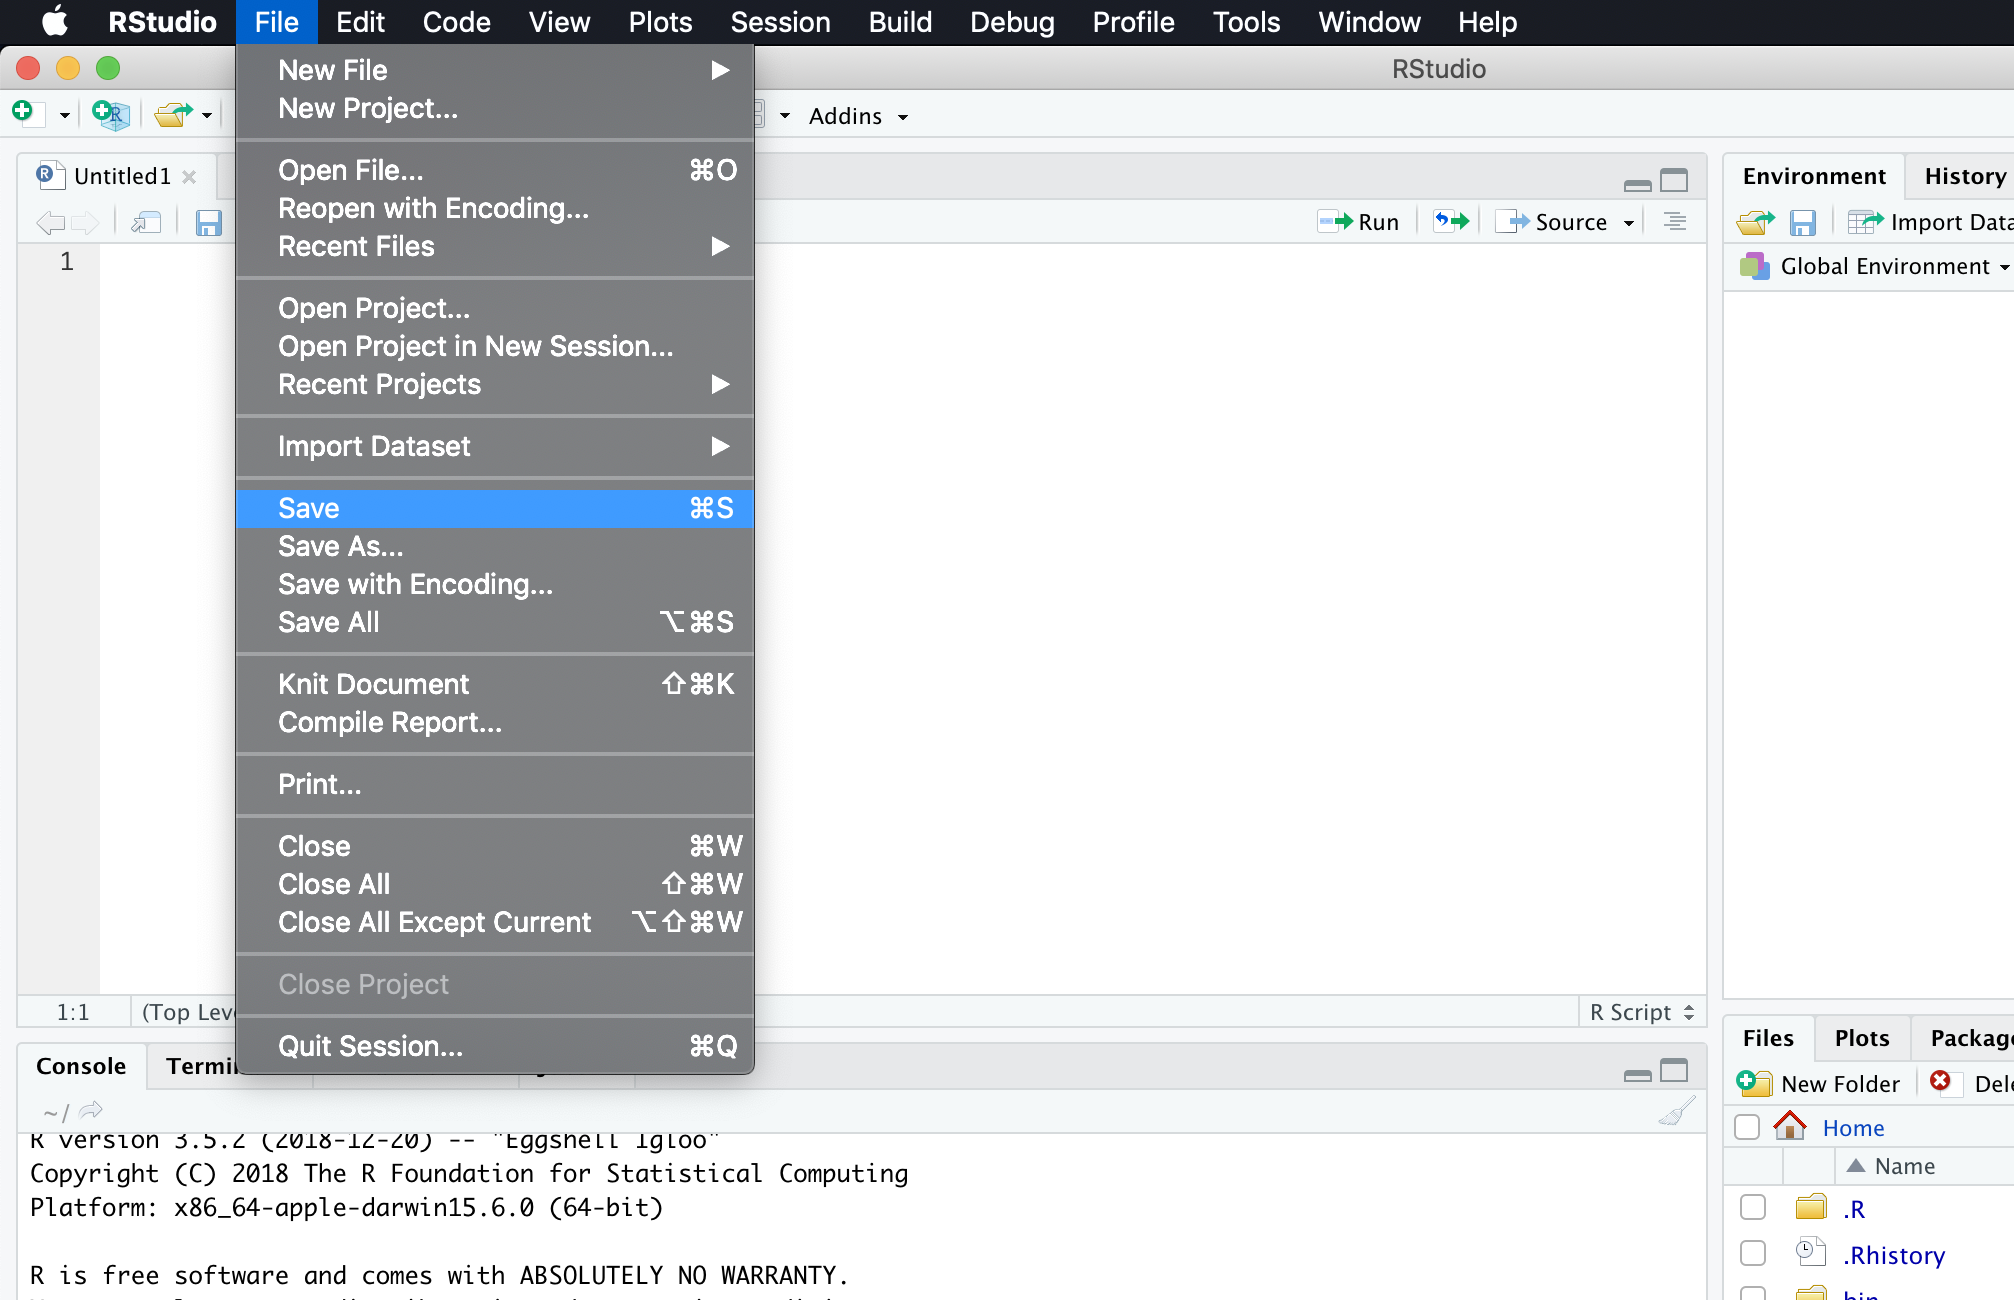 RStudio File Edit Code View Plots Session Build Debug Profile Tools Window Help
RStudio
New File
New Project...
Open File... ⌘O
Reopen with Encoding...
Recent Files
Open Project...
Open Project in New Session...
Recent Projects
Import Dataset
Save ⌘S
Save As...
Save with Encoding...
Save All ⌥⌘S
Knit Document ⇧⌘K
Compile Report...
Print...
Close ⌘W
Close All ⇧⌘W
Close All Except Current ⌥⇧⌘W
Close Project
Quit Session... ⌘Q
Addins
Untitled1
Run Source
1
1:1 (Top Lev
R Script
Console Termi
~/
R version 3.5.2 (2018-12-20) -- "Eggshell Igloo"
Copyright (C) 2018 The R Foundation for Statistical Computing
Platform: x86_64-apple-darwin15.6.0 (64-bit)
R is free software and comes with ABSOLUTELY NO WARRANTY.
Environment History
Import Data
Global Environment
Files Plots Package
New Folder Dele
Home
Name
.R
.Rhistory
bin